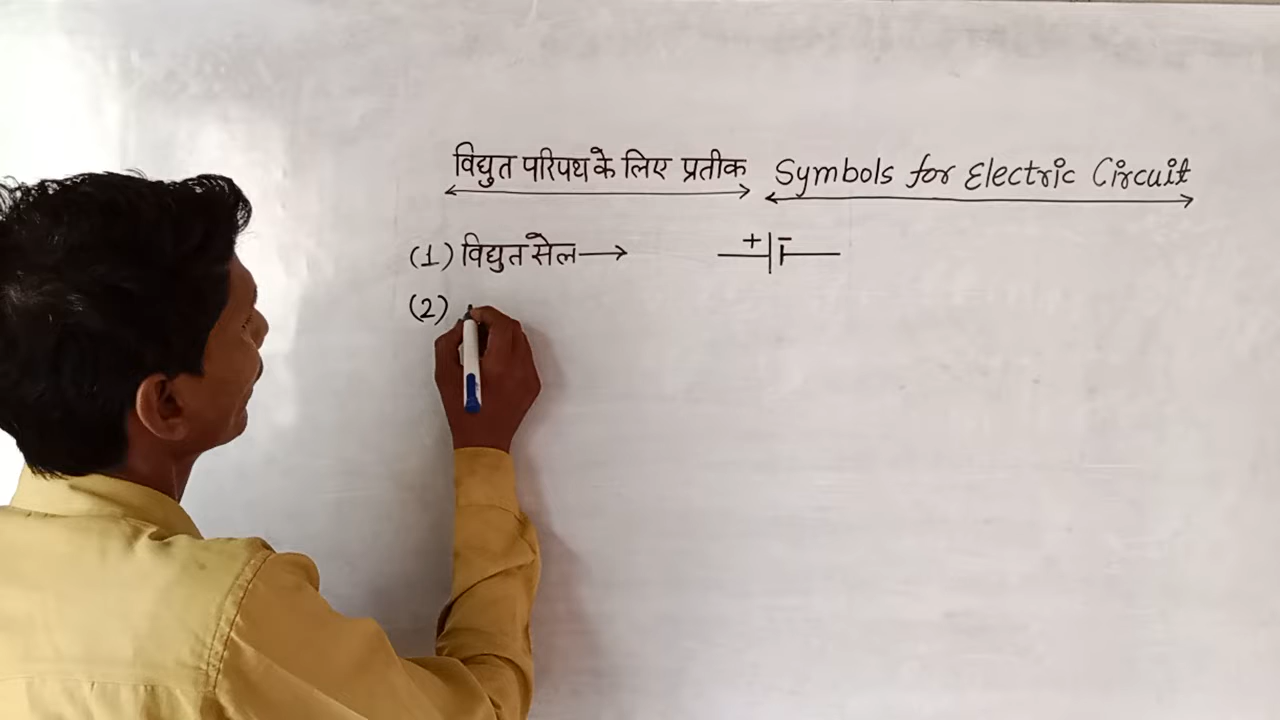 विद्युत परिपथ के लिए प्रतीक Symbols for Electric Circuit
(1) विद्युत सेल→ + -
(2)